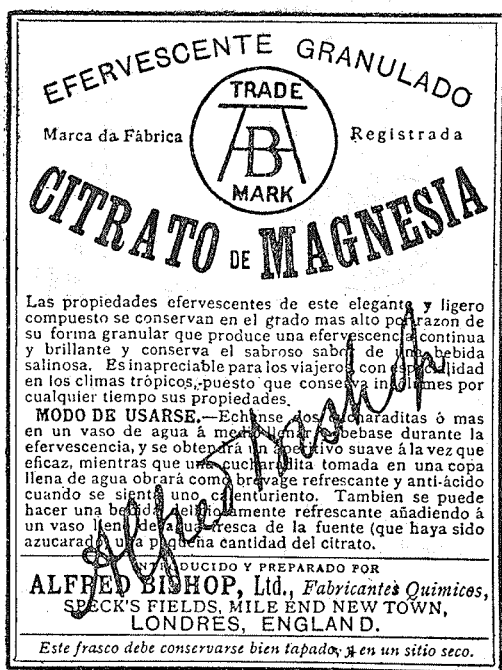 EFERVESCENTE GRANULADO
TRADE
Marca da Fábrica AB Registrada
MARK
CITRATO DE MAGNESIA
Las propiedades efervescentes de este elegante y ligero
compuesto se conservan en el grado mas alto por razon de
su forma granular que produce una efervescencia continua
y brillante y conserva el sabroso sabor de una bebida
salinosa. Es inapreciable para los viajeros con especialidad
en los climas trópicos, puesto que conserva insolumes por
cualquier tiempo sus propiedades.
MODO DE USARSE.—Echense dos cucharaditas ó mas
en un vaso de agua á medio llenar y bebase durante la
efervescencia, y se obtendrá un aperitivo suave á la vez que
eficaz, mientras que una cucharadita tomada en una copa
llena de agua obrará como brevage refrescante y anti-ácido
cuando se sienta uno calenturiento. Tambien se puede
hacer una bebida deliciosamente refrescante añadiendo á
un vaso lleno de agua fresca de la fuente (que haya sido
azucarado) una pequeña cantidad del citrato.
Alfred Bishop
INTRODUCIDO Y PREPARADO POR
ALFRED BISHOP, Ltd., Fabricantes Quimicos,
SPECK'S FIELDS, MILE END NEW TOWN,
LONDRES, ENGLAND.
Este frasco debe conservarse bien tapado, y en un sitio seco.